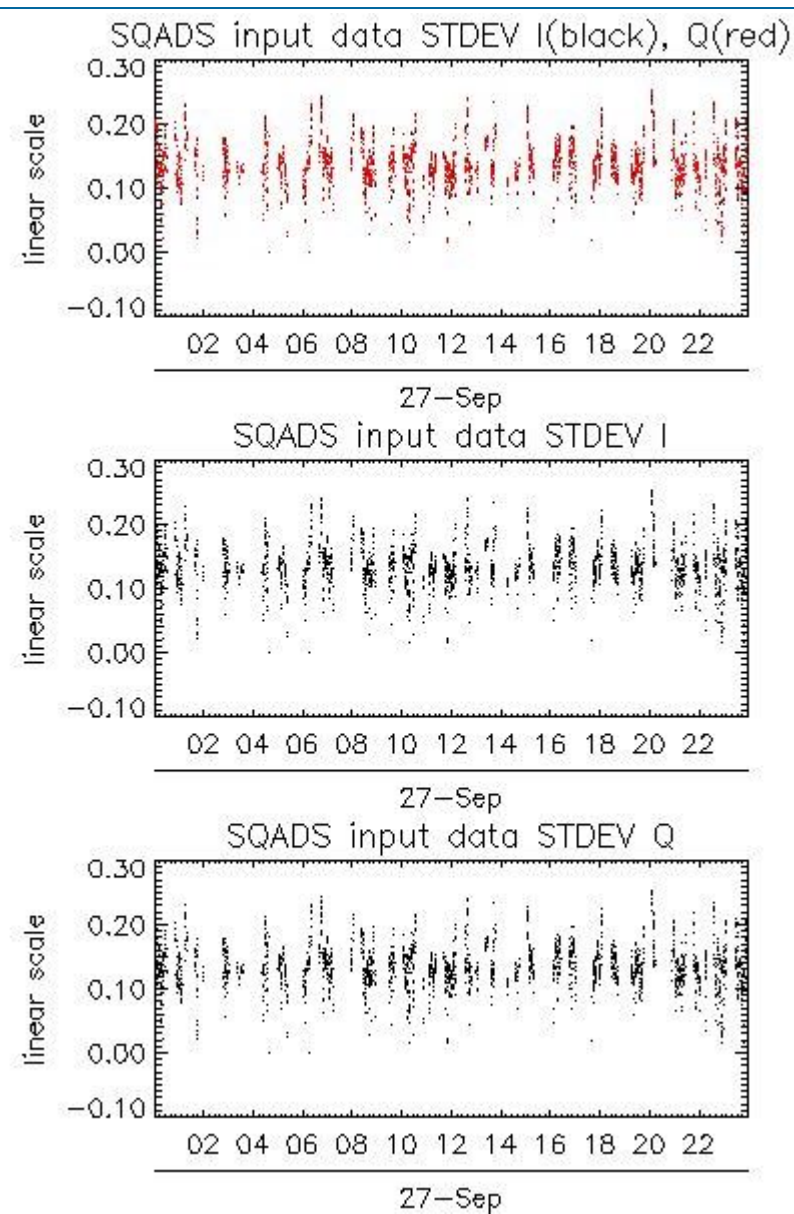 SQADS input data STDEV I(black), Q(red)
0.30
0.20
0.10
0.00
−0.10
linear scale
02 04 06 08 10 12 14 16 18 20 22
27−Sep
SQADS input data STDEV I
0.30
0.20
0.10
0.00
−0.10
linear scale
02 04 06 08 10 12 14 16 18 20 22
27−Sep
SQADS input data STDEV Q
0.30
0.20
0.10
0.00
−0.10
linear scale
02 04 06 08 10 12 14 16 18 20 22
27−Sep